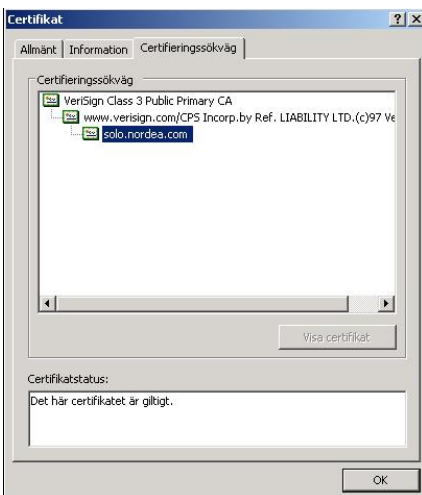 Certifikat
Allmänt Information Certifieringssökväg
Certifieringssökväg
VeriSign Class 3 Public Primary CA
www.verisign.com/CPS Incorp.by Ref. LIABILITY LTD.(c)97 Ve
solo.nordea.com
Visa certifikat
Certifikatstatus:
Det här certifikatet är giltigt.
OK